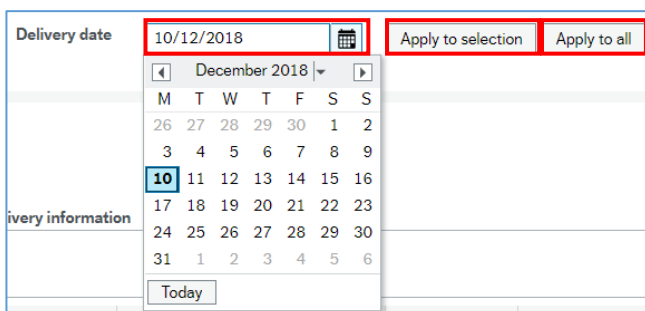 Delivery date 10/12/2018 Apply to selection Apply to all
December 2018
M T W T F S S
26 27 28 29 30 1 2
3 4 5 6 7 8 9
10 11 12 13 14 15 16
17 18 19 20 21 22 23
ivery information
24 25 26 27 28 29 30
31 1 2 3 4 5 6
Today